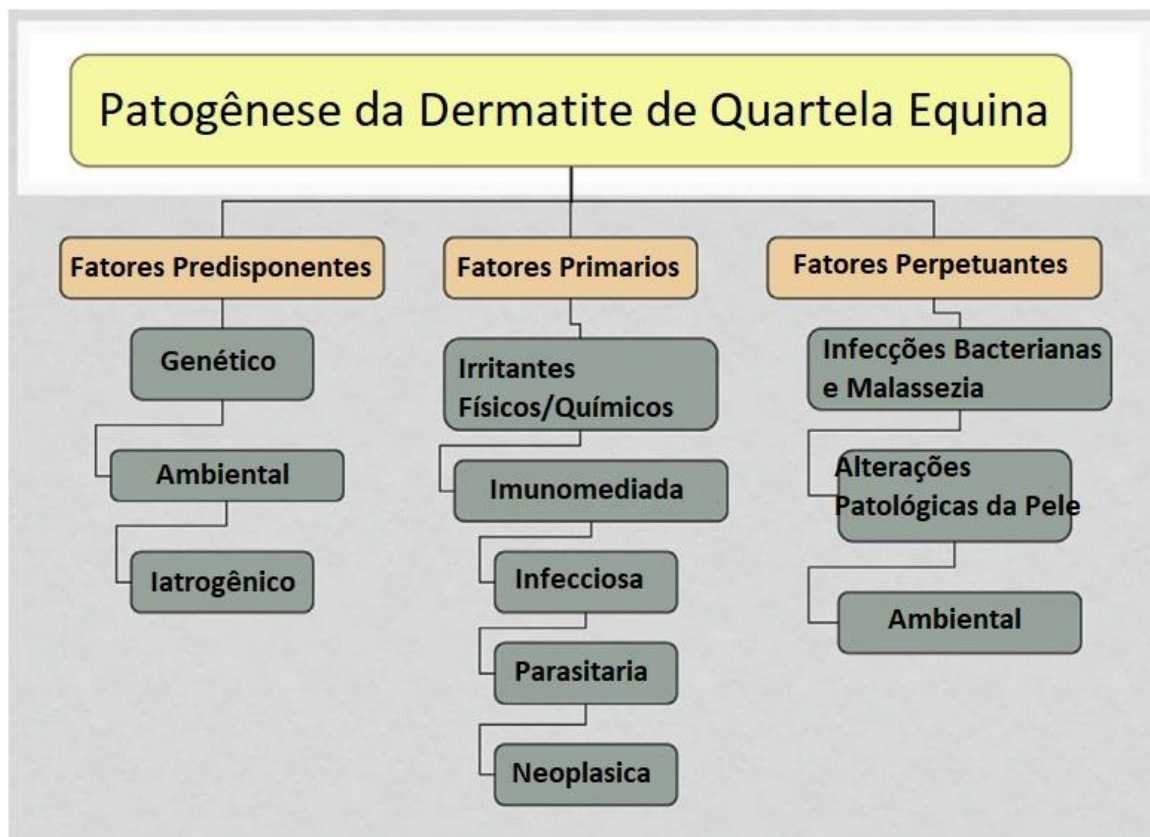 Patogênese da Dermatite de Quartela Equina
Fatores Predisponentes
Genético
Ambiental
Iatrogênico
Fatores Primarios
Irritantes
Físicos/Químicos
Imunomediada
Infecciosa
Parasitaria
Neoplasica
Fatores Perpetuantes
Infecções Bacterianas
e Malassezia
Alterações
Patológicas da Pele
Ambiental